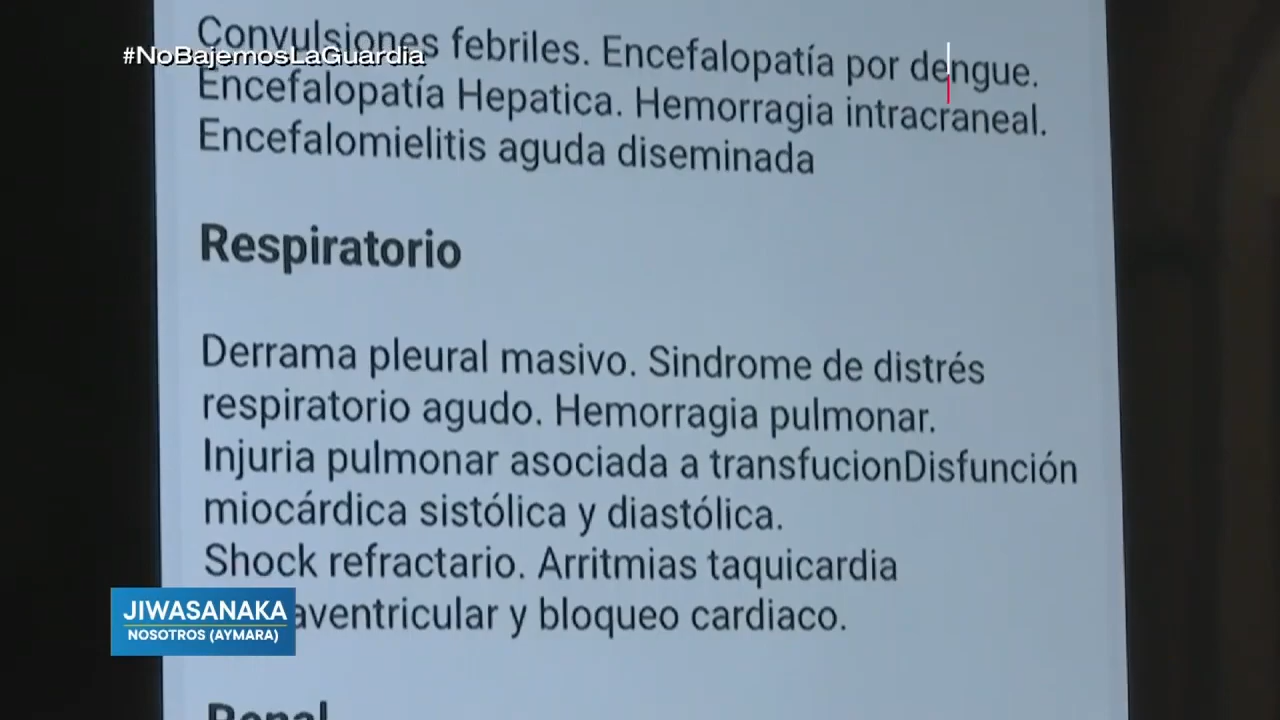 Convulsiones febriles. Encefalopatía por dengue.
#NoBajemosLaGuardia
Encefalopatía Hepatica. Hemorragia intracraneal.
Encefalomielitis aguda diseminada
Respiratorio
Derrama pleural masivo. Sindrome de distrés
respiratorio agudo. Hemorragia pulmonar.
Injuria pulmonar asociada a transfucionDisfunción
miocárdica sistólica y diastólica.
Shock refractario. Arritmias taquicardia
aventricular y bloqueo cardiaco.
JIWASANAKA
NOSOTROS (AYMARA)
Renal